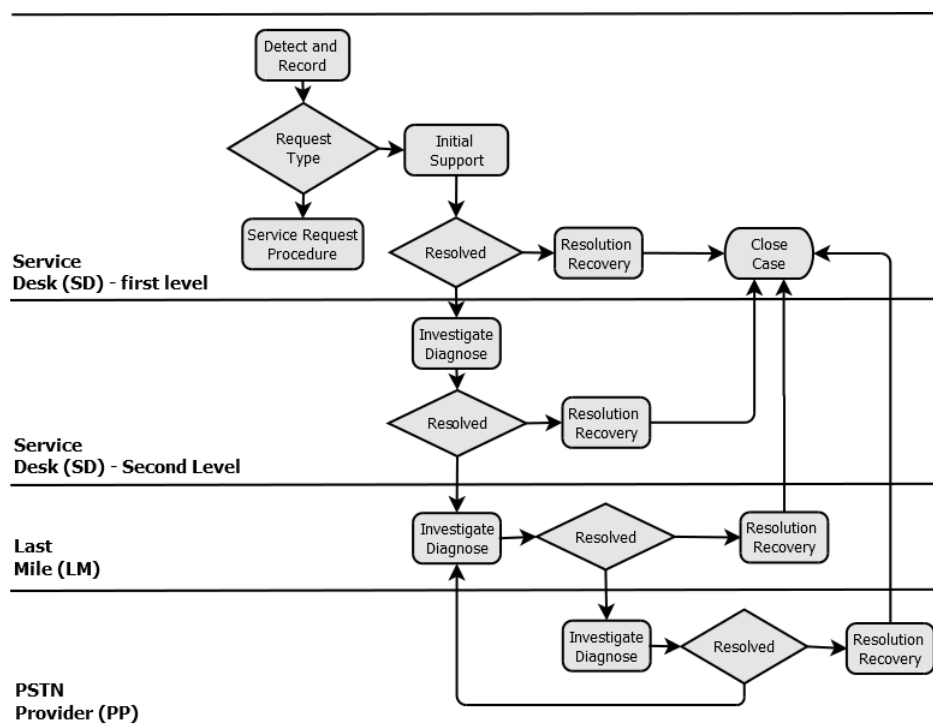 Detect and
Record
Request
Type
Initial
Support
Service Request
Procedure
Resolved
Resolution
Recovery
Close
Case
Service
Desk (SD) - first level
Investigate
Diagnose
Resolved
Resolution
Recovery
Service
Desk (SD) - Second Level
Investigate
Diagnose
Resolved
Resolution
Recovery
Last
Mile (LM)
Investigate
Diagnose
Resolved
Resolution
Recovery
PSTN
Provider (PP)